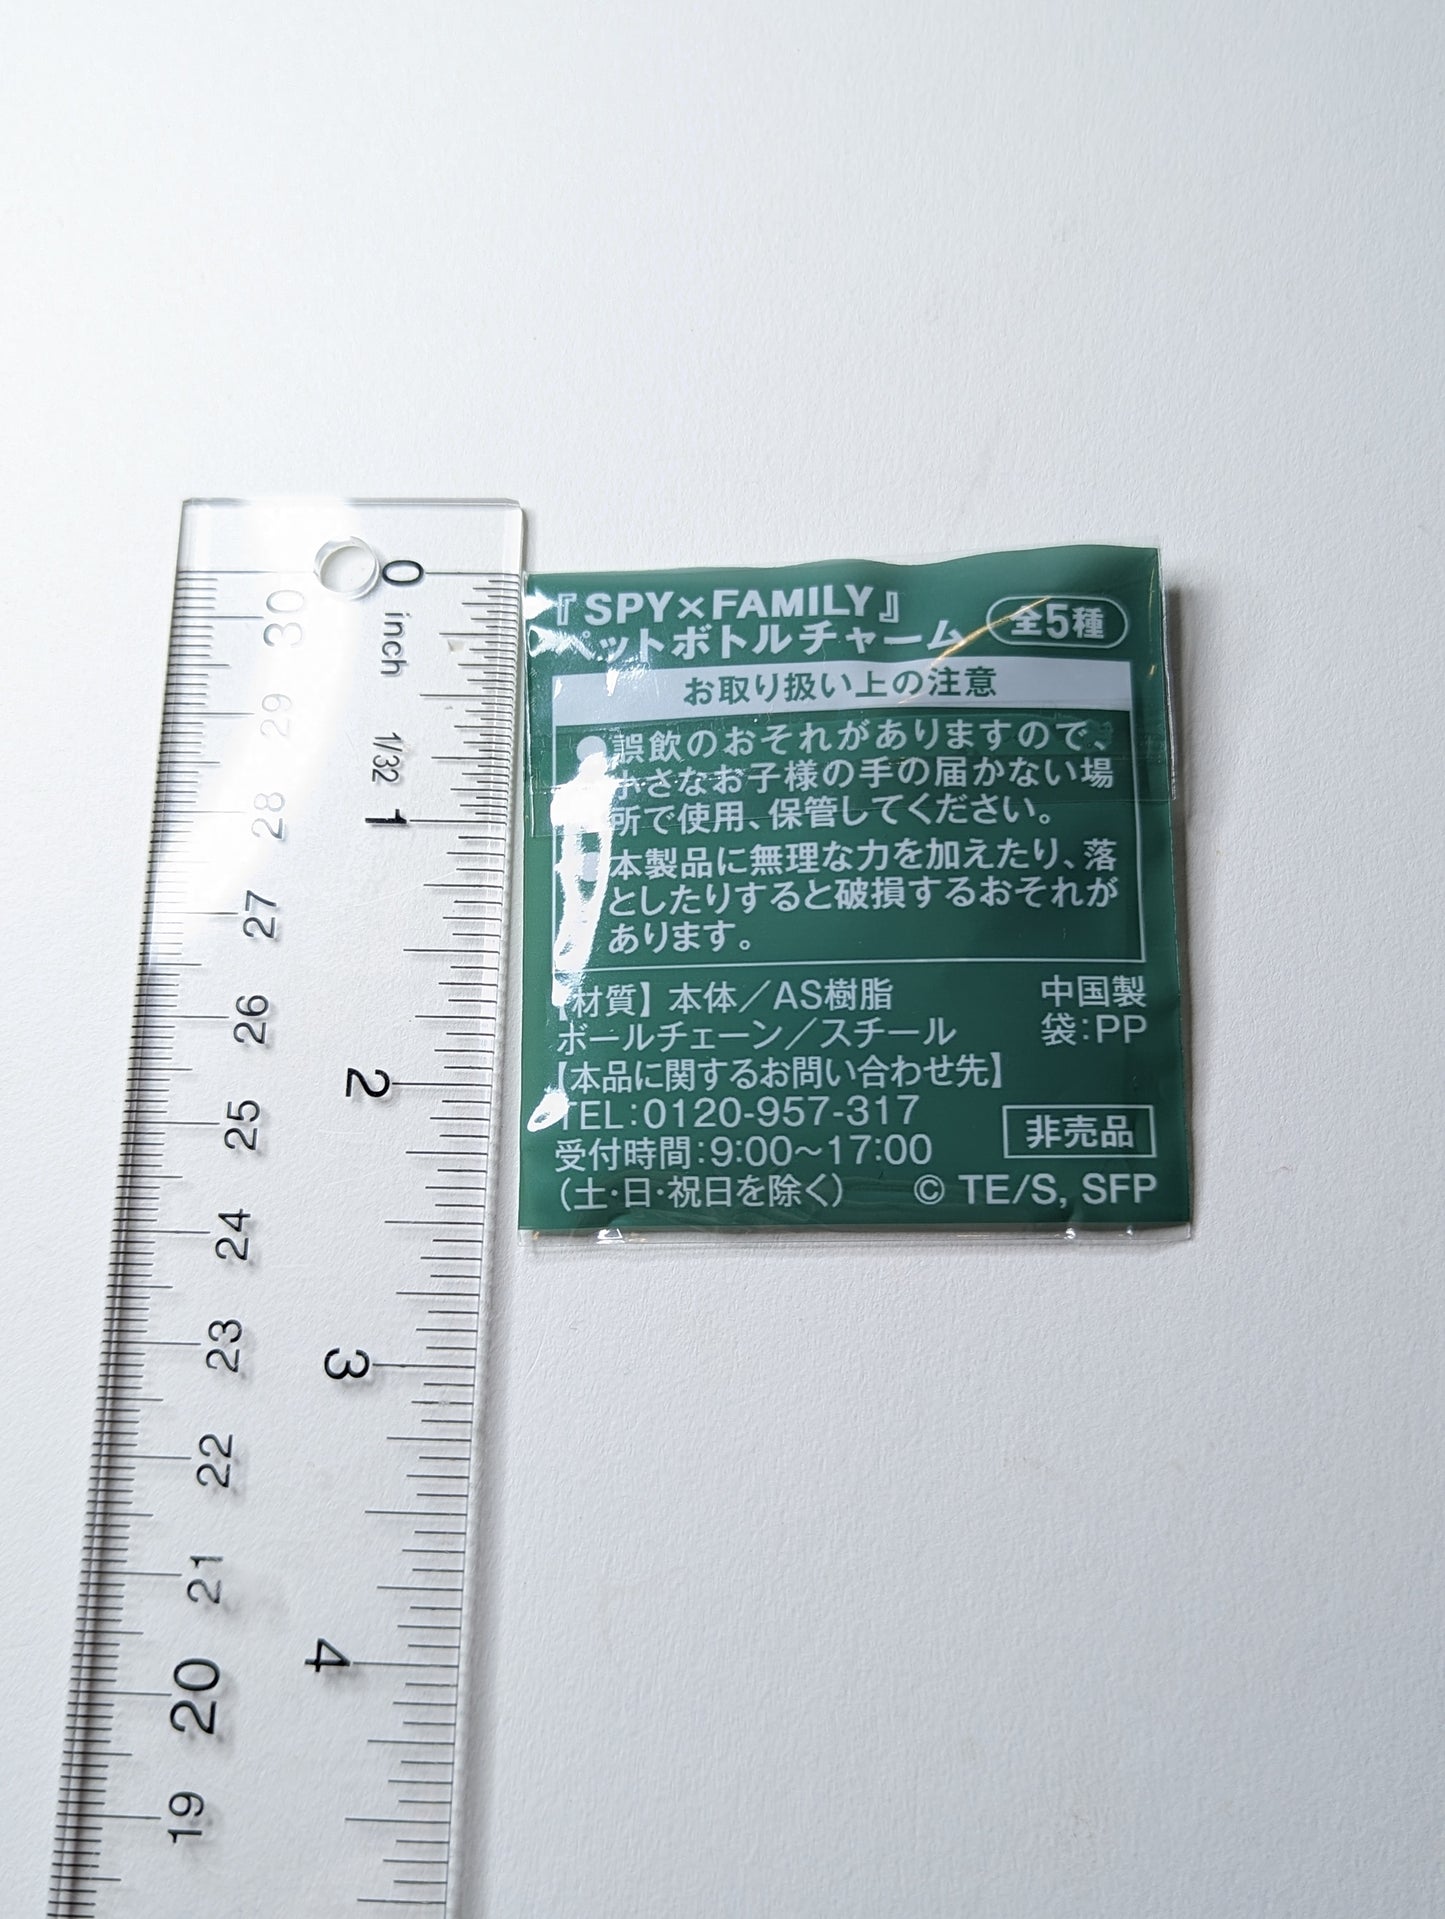 0
inch
1/32
1
2
3
4
30
29
28
27
26
25
24
23
22
21
20
19
『SPY×FAMILY』
ペットボトルチャーム
全5種
お取り扱い上の注意
●誤飲のおそれがありますので、
小さなお子様の手の届かない場
所で使用、保管してください。
●本製品に無理な力を加えたり、落
としたりすると破損するおそれが
あります。
【材質】本体／AS樹脂
ボールチェーン／スチール
中国製
袋：PP
【本品に関するお問い合わせ先】
TEL：0120-957-317
受付時間：9:00～17:00
（土・日・祝日を除く）
非売品
© TE/S, SFP